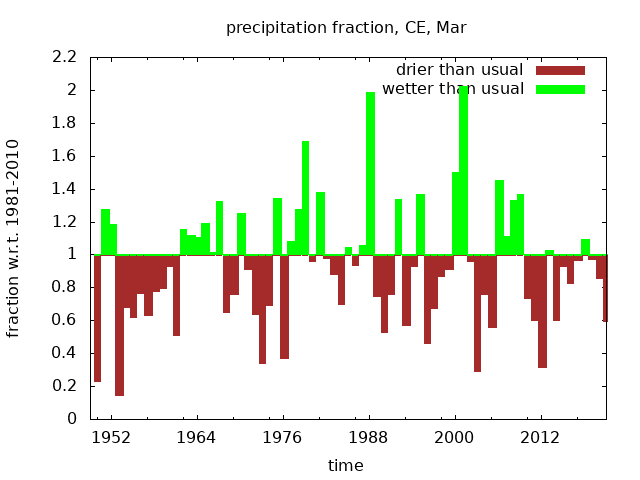 precipitation fraction, CE, Mar
drier than usual
wetter than usual
fraction w.r.t. 1981-2010
2.2
2
1.8
1.6
1.4
1.2
1
0.8
0.6
0.4
0.2
0
1952 1964 1976 1988 2000 2012
time